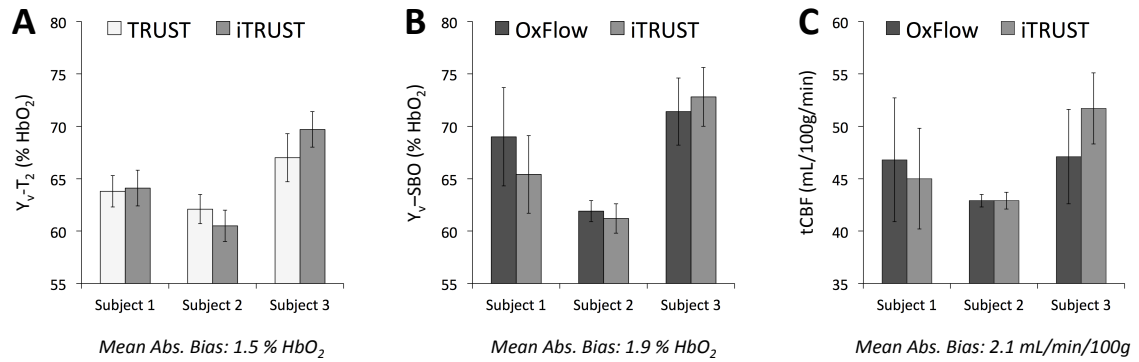 A
TRUST iTRUST
Yv-T2 (% HbO2)
80
75
70
65
60
55
Subject 1 Subject 2 Subject 3
Mean Abs. Bias: 1.5 % HbO2
B
OxFlow iTRUST
Yv–SBO (% HbO2)
80
75
70
65
60
55
Subject 1 Subject 2 Subject 3
Mean Abs. Bias: 1.9 % HbO2
C
OxFlow iTRUST
tCBF (mL/100g/min)
60
55
50
45
40
35
Subject 1 Subject 2 Subject 3
Mean Abs. Bias: 2.1 mL/min/100g